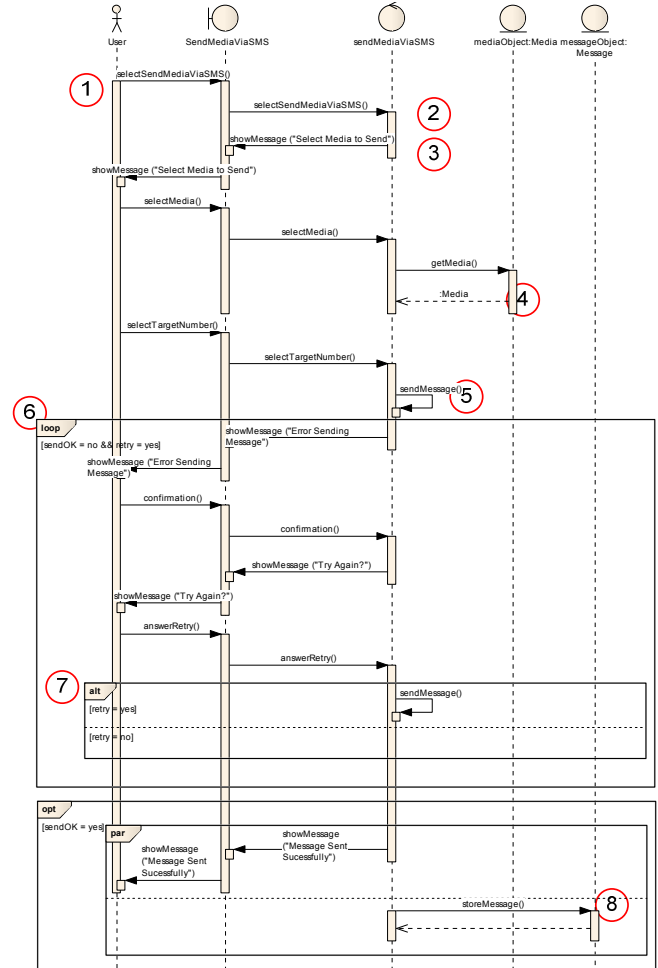 User
SendMediaViaSMS
sendMediaViaSMS
mediaObject:Media
messageObject:
Message
selectSendMediaViaSMS()
1
selectSendMediaViaSMS()
2
showMessage ("Select Media to Send")
3
showMessage ("Select Media to Send")
selectMedia()
selectMedia()
getMedia()
:Media
4
selectTargetNumber()
selectTargetNumber()
sendMessage()
5
6
loop
[sendOK = no && retry = yes]
showMessage ("Error Sending
Message")
showMessage ("Error Sending
Message")
confirmation()
confirmation()
showMessage ("Try Again?")
showMessage ("Try Again?")
answerRetry()
answerRetry()
7
alt
[retry = yes]
sendMessage()
[retry = no]
opt
[sendOK = yes]
par
showMessage
("Message Sent
Sucessfully")
showMessage
("Message Sent
Sucessfully")
storeMessage()
8